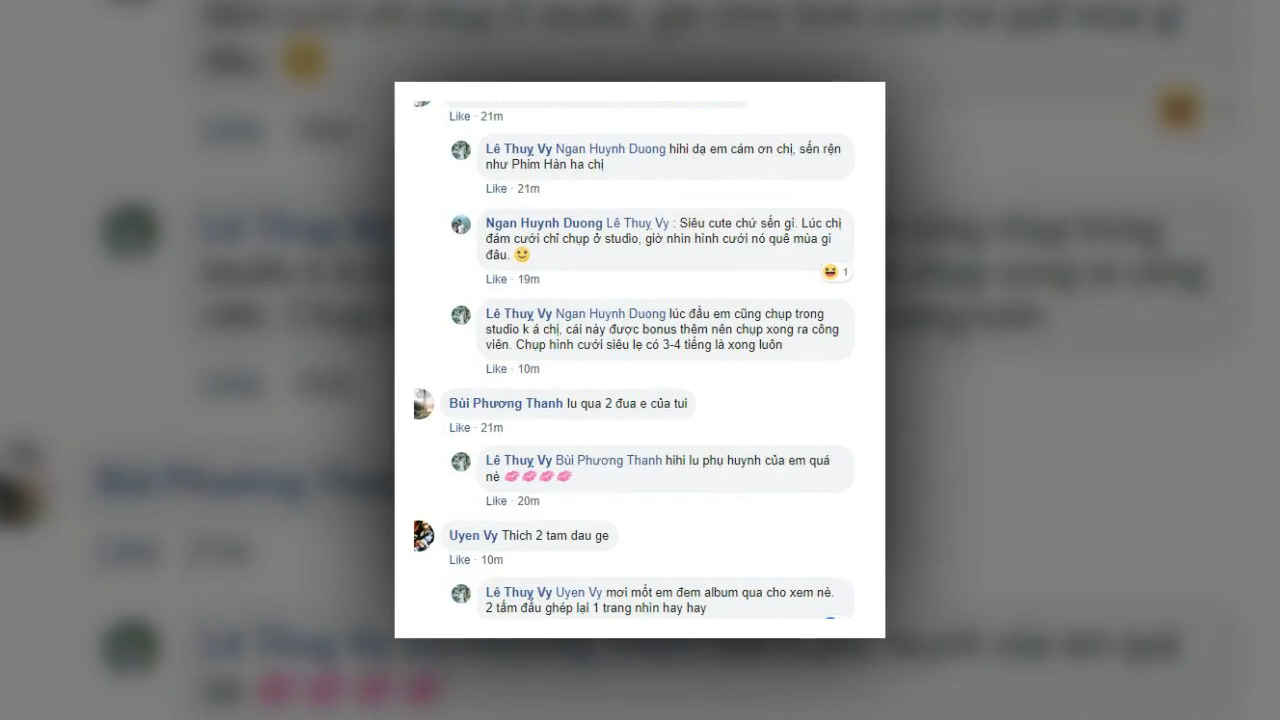 Like · 21m
Lê Thuỵ Vy Ngan Huynh Duong hihi dạ em cám ơn chị, sến rện
như Phim Hàn ha chị
Like · 21m
Ngan Huynh Duong Lê Thuỵ Vy : Siêu cute chứ sến gì. Lúc chị
đám cưới chỉ chụp ở studio, giờ nhìn hình cưới nó quê mùa gì
đâu.
1
Like · 19m
Lê Thuỵ Vy Ngan Huynh Duong lúc đầu em cũng chụp trong
studio k á chị, cái này được bonus thêm nên chụp xong ra công
viên. Chụp hình cưới siêu lẹ có 3-4 tiếng là xong luôn
Like · 10m
Bùi Phương Thanh lu qua 2 đua e của tui
Like · 21m
Lê Thuỵ Vy Bùi Phương Thanh hihi lu phụ huynh của em quá
nè 💋💋💋💋
Like · 20m
Uyen Vy Thich 2 tam dau ge
Like · 10m
Lê Thuỵ Vy Uyen Vy mơi mốt em đem album qua cho xem nè.
2 tấm đầu ghép lại 1 trang nhìn hay hay